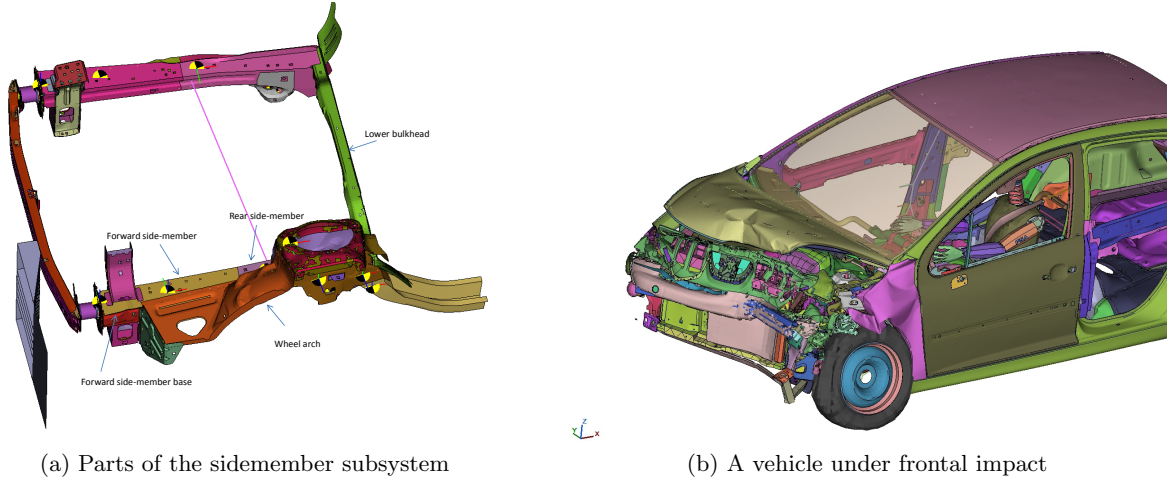 Lower bulkhead
Rear side-member
Forward side-member
Wheel arch
Forward side-member base
Z
Y
X
(a) Parts of the sidemember subsystem
(b) A vehicle under frontal impact